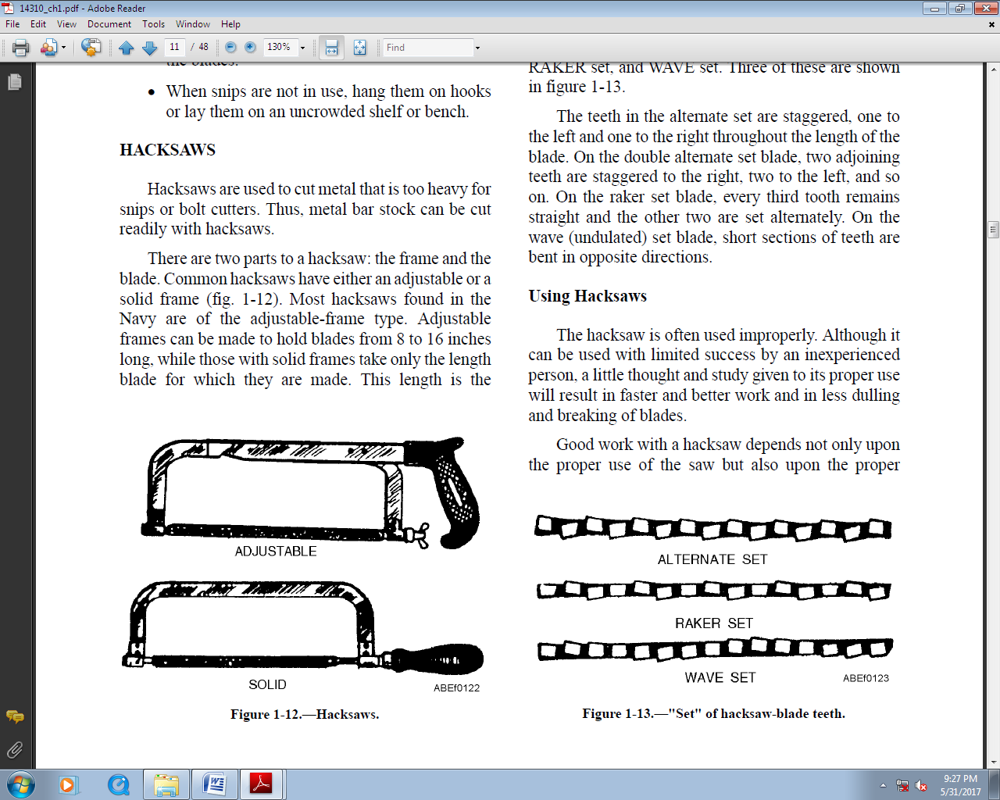 14310_ch1.pdf - Adobe Reader
File Edit View Document Tools Window Help
11 / 48 130% Find
the blades.
• When snips are not in use, hang them on hooks
or lay them on an uncrowded shelf or bench.
HACKSAWS
Hacksaws are used to cut metal that is too heavy for
snips or bolt cutters. Thus, metal bar stock can be cut
readily with hacksaws.
There are two parts to a hacksaw: the frame and the
blade. Common hacksaws have either an adjustable or a
solid frame (fig. 1-12). Most hacksaws found in the
Navy are of the adjustable-frame type. Adjustable
frames can be made to hold blades from 8 to 16 inches
long, while those with solid frames take only the length
blade for which they are made. This length is the
ADJUSTABLE
SOLID
ABEf0122
Figure 1-12.—Hacksaws.
RAKER set, and WAVE set. Three of these are shown
in figure 1-13.
The teeth in the alternate set are staggered, one to
the left and one to the right throughout the length of the
blade. On the double alternate set blade, two adjoining
teeth are staggered to the right, two to the left, and so
on. On the raker set blade, every third tooth remains
straight and the other two are set alternately. On the
wave (undulated) set blade, short sections of teeth are
bent in opposite directions.
Using Hacksaws
The hacksaw is often used improperly. Although it
can be used with limited success by an inexperienced
person, a little thought and study given to its proper use
will result in faster and better work and in less dulling
and breaking of blades.
Good work with a hacksaw depends not only upon
the proper use of the saw but also upon the proper
ALTERNATE SET
RAKER SET
WAVE SET
ABEf0123
Figure 1-13.—"Set" of hacksaw-blade teeth.
9:27 PM
5/31/2017